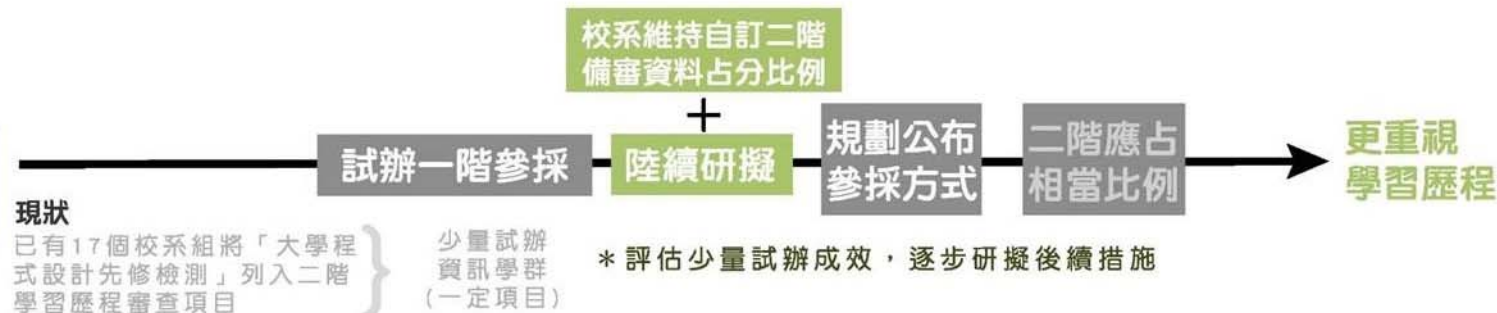 校系維持自訂二階
備審資料占分比例
+
試辦一階參採
陸續研擬
規劃公布
參採方式
二階應占
相當比例
更重視
學習歷程
現狀
已有17個校系組將「大學程
式設計先修檢測」列入二階
學習歷程審查項目
少量試辦
資訊學群
(一定項目)
*評估少量試辦成效,逐步研擬後續措施